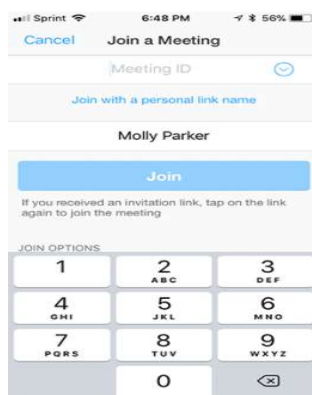 Sprint 6:48 PM 56%
Cancel Join a Meeting
Meeting ID
Join with a personal link name
Molly Parker
Join
If you received an invitation link, tap on the link
again to join the meeting
JOIN OPTIONS
1 2 3
ABC DEF
4 5 6
GHI JKL MNO
7 8 9
PQRS TUV WXYZ
0